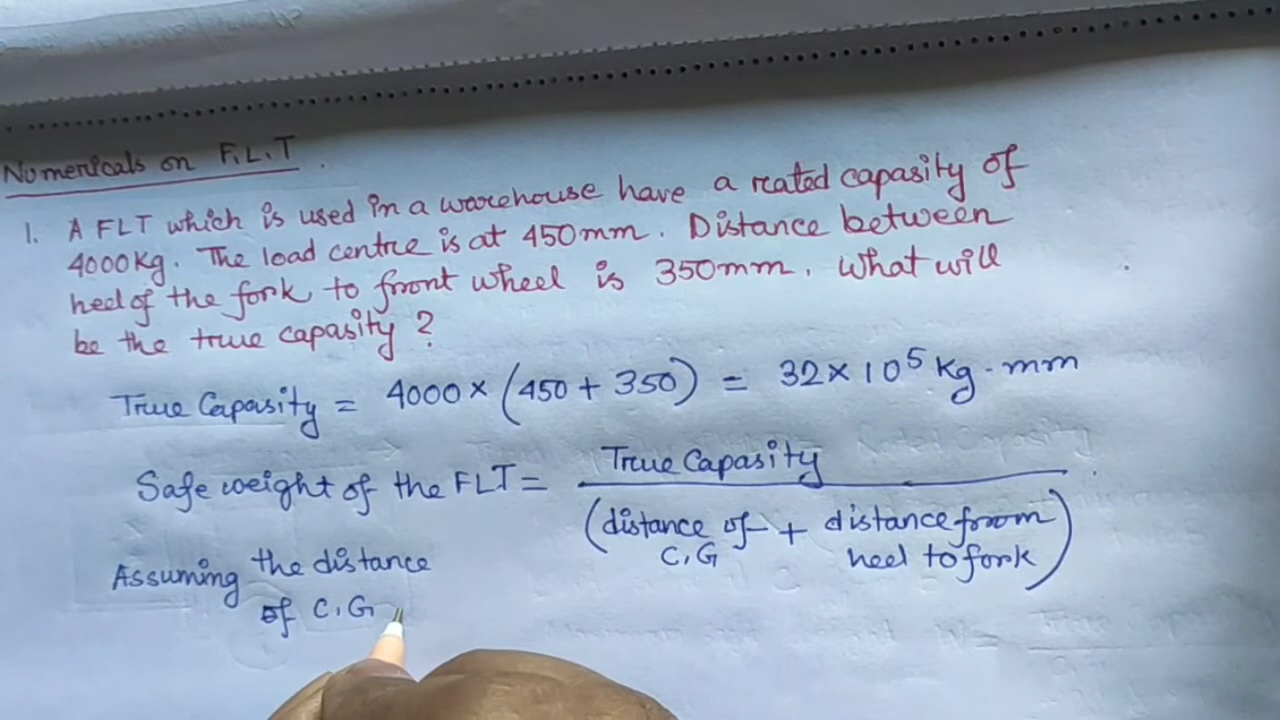 Numericals on F.L.T.
1. A FLT which is used in a warehouse have a rated capasity of
4000Kg. The load centre is at 450mm. Distance between
heel of the fork to front wheel is 350mm. What will
be the true capasity?
True Capasity = 4000 × (450 + 350) = 32 × 10⁵ Kg-mm
Safe weight of the FLT = True Capasity
(distance of C.G + distance from heel to fork)
Assuming the distance
of C.G